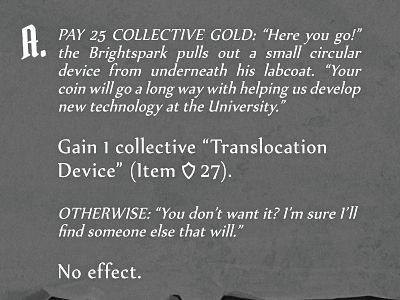 A. PAY 25 COLLECTIVE GOLD: “Here you go!”
the Brightspark pulls out a small circular
device from underneath his labcoat. “Your
coin will go a long way with helping us develop
new technology at the University.”
Gain 1 collective “Translocation
Device” (Item 27).
OTHERWISE: “You don’t want it? I’m sure I’ll
find someone else that will.”
No effect.